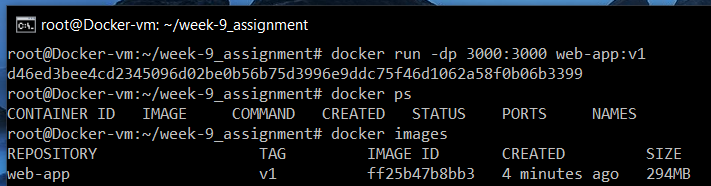 root@Docker-vm: ~/week-9_assignment
root@Docker-vm:~/week-9_assignment# docker run -dp 3000:3000 web-app:v1
d46ed3bee4cd2345096d02be0b56b75d3996e9ddc75f46d1062a58f0b06b3399
root@Docker-vm:~/week-9_assignment# docker ps
CONTAINER ID   IMAGE     COMMAND   CREATED   STATUS    PORTS     NAMES
root@Docker-vm:~/week-9_assignment# docker images
REPOSITORY                TAG          IMAGE ID       CREATED         SIZE
web-app                   v1           ff25b47b8bb3   4 minutes ago   294MB